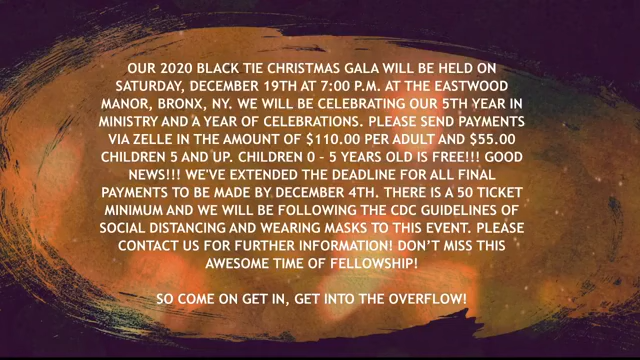 OUR 2020 BLACK TIE CHRISTMAS GALA WILL BE HELD ON
SATURDAY, DECEMBER 19TH AT 7:00 P.M. AT THE EASTWOOD
MANOR, BRONX, NY. WE WILL BE CELEBRATING OUR 5TH YEAR IN
MINISTRY AND A YEAR OF CELEBRATIONS. PLEASE SEND PAYMENTS
VIA ZELLE IN THE AMOUNT OF $110.00 PER ADULT AND $55.00
CHILDREN 5 AND UP. CHILDREN 0 - 5 YEARS OLD IS FREE!!! GOOD
NEWS!!! WE'VE EXTENDED THE DEADLINE FOR ALL FINAL
PAYMENTS TO BE MADE BY DECEMBER 4TH. THERE IS A 50 TICKET
MINIMUM AND WE WILL BE FOLLOWING THE CDC GUIDELINES OF
SOCIAL DISTANCING AND WEARING MASKS TO THIS EVENT. PLEASE
CONTACT US FOR FURTHER INFORMATION! DON'T MISS THIS
AWESOME TIME OF FELLOWSHIP!
SO COME ON GET IN, GET INTO THE OVERFLOW!